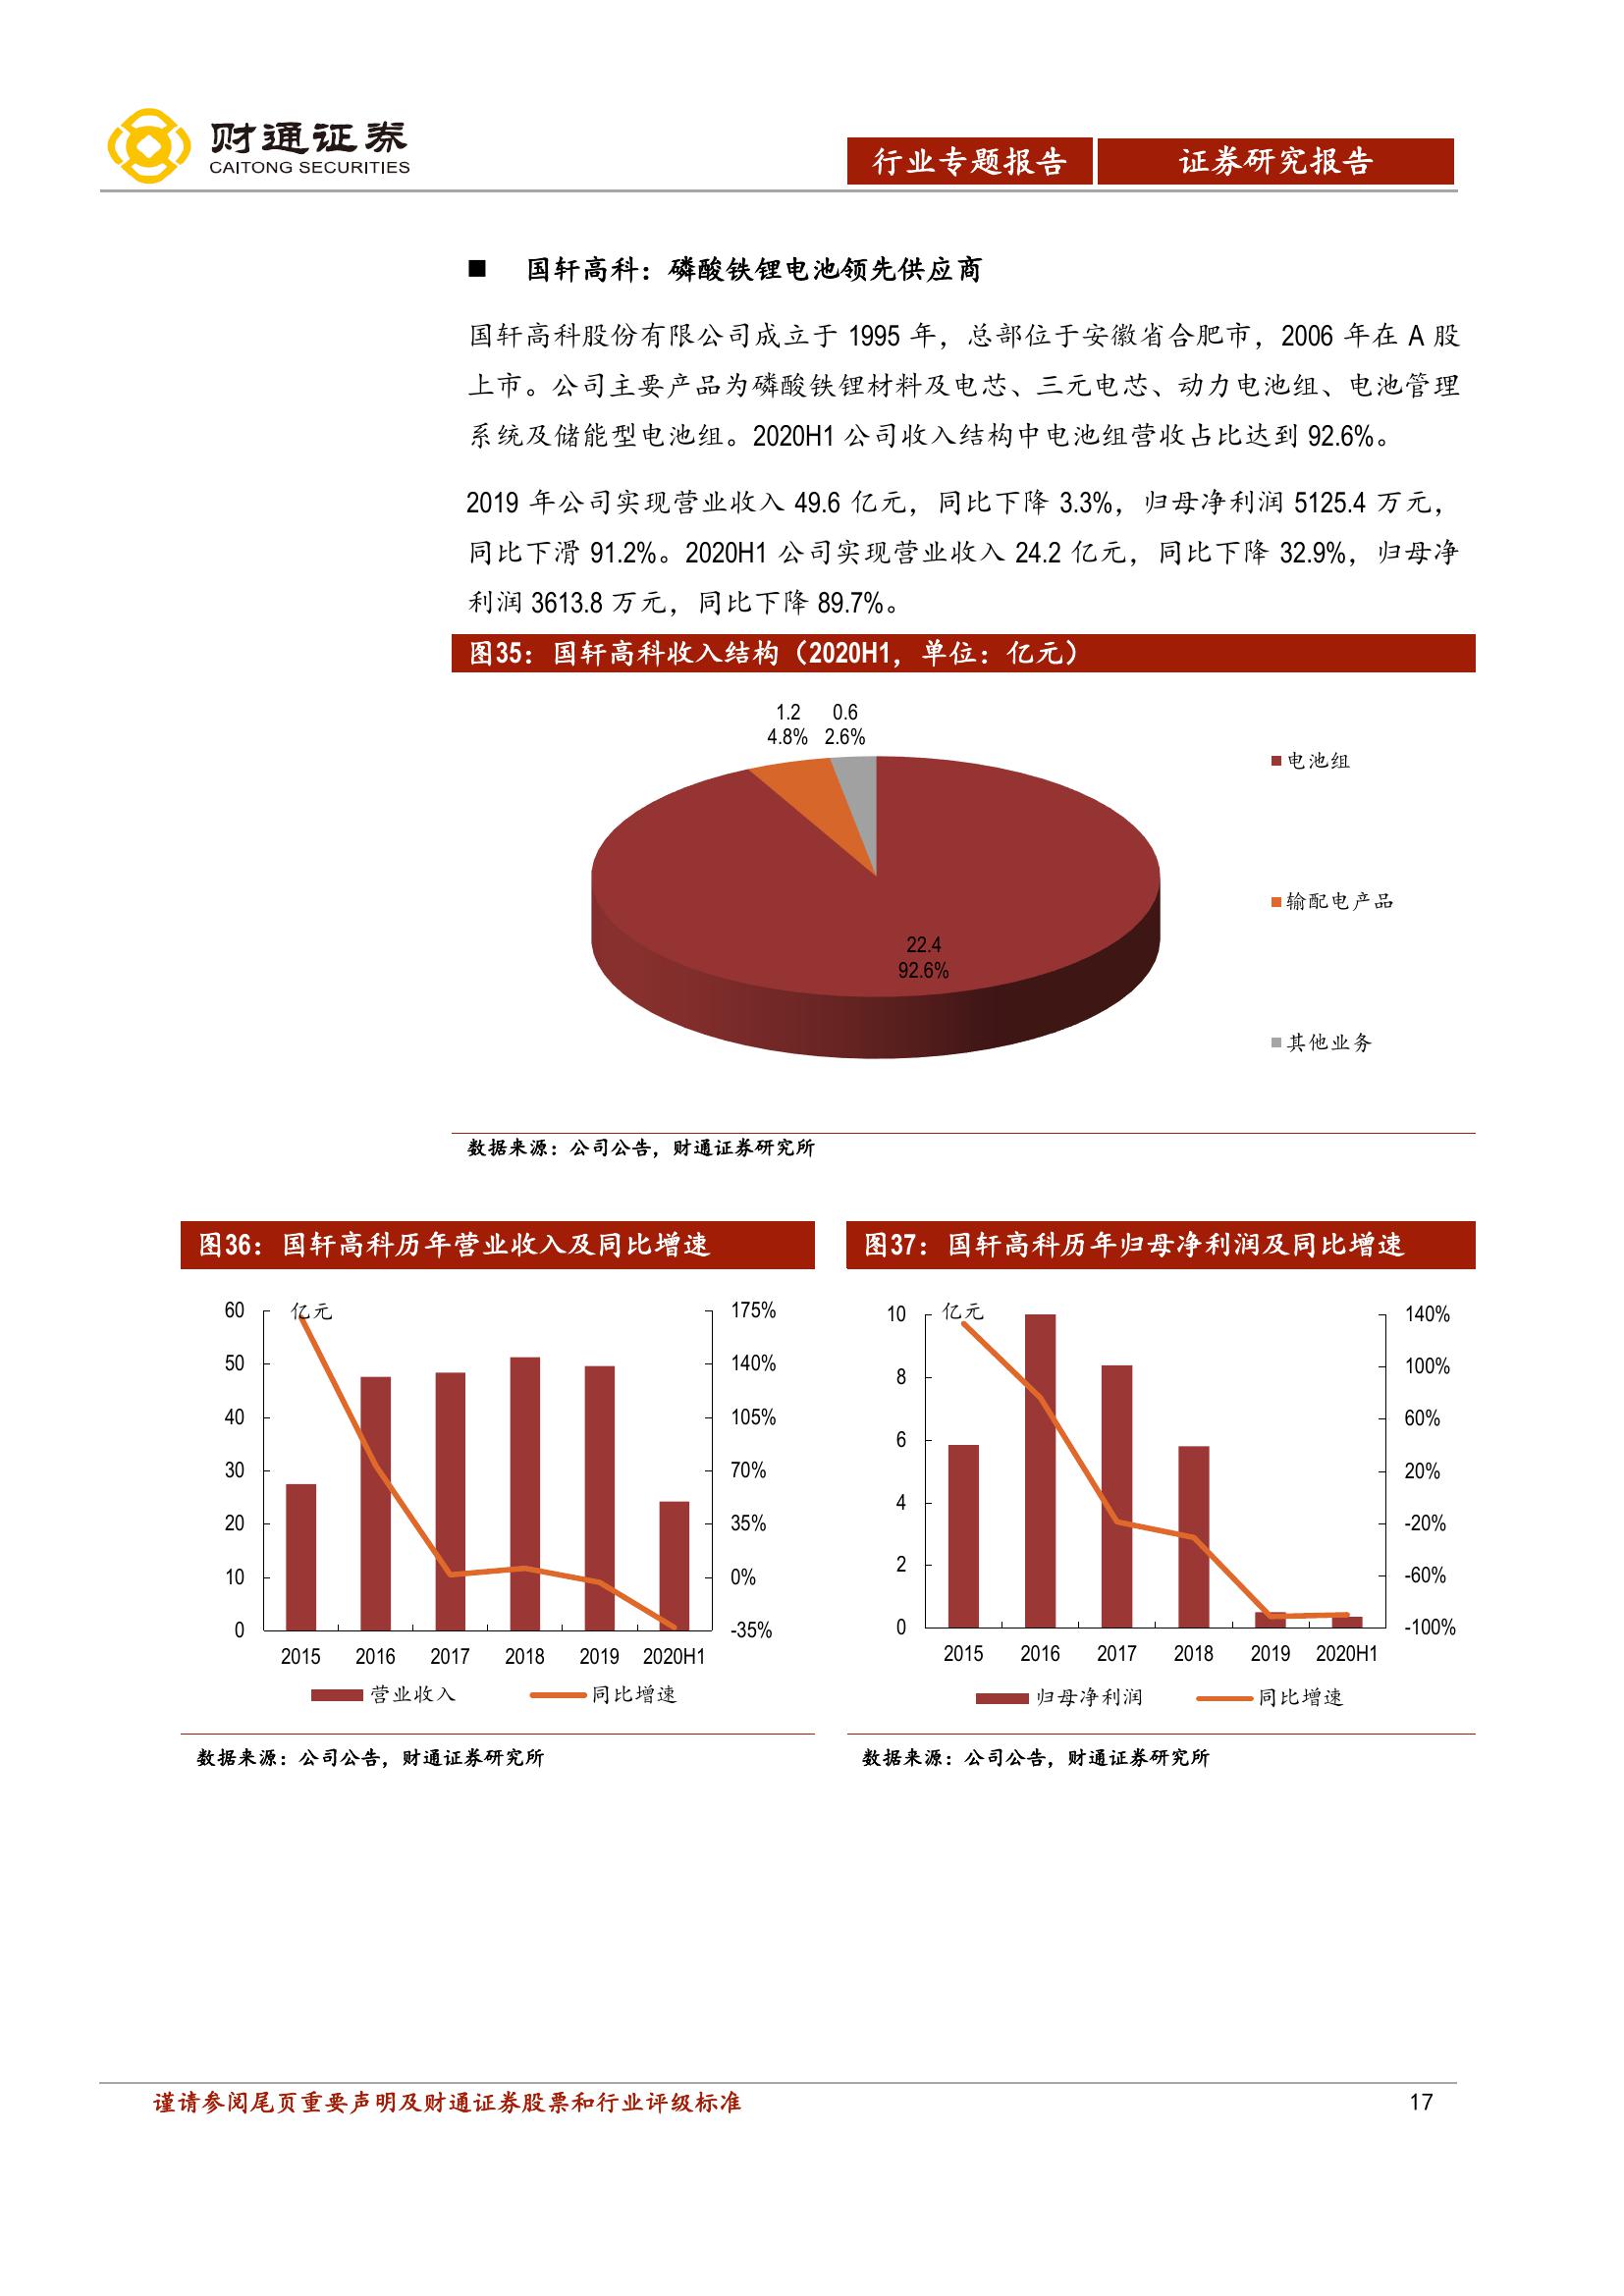 财通证券
CAITONG SECURITIES
行业专题报告 证券研究报告
■ 国轩高科：磷酸铁锂电池领先供应商
国轩高科股份有限公司成立于 1995 年，总部位于安徽省合肥市，2006 年在 A 股
上市。公司主要产品为磷酸铁锂材料及电芯、三元电芯、动力电池组、电池管理
系统及储能型电池组。2020H1 公司收入结构中电池组营收占比达到 92.6%。
2019 年公司实现营业收入 49.6 亿元，同比下降 3.3%，归母净利润 5125.4 万元，
同比下滑 91.2%。2020H1 公司实现营业收入 24.2 亿元，同比下降 32.9%，归母净
利润 3613.8 万元，同比下降 89.7%。
图35：国轩高科收入结构（2020H1，单位：亿元）
1.2 0.6
4.8% 2.6%
电池组
输配电产品
22.4
92.6%
其他业务
数据来源：公司公告，财通证券研究所
图36：国轩高科历年营业收入及同比增速
60 亿元 175%
50 140%
40 105%
30 70%
20 35%
10 0%
0 -35%
2015 2016 2017 2018 2019 2020H1
营业收入 同比增速
数据来源：公司公告，财通证券研究所
图37：国轩高科历年归母净利润及同比增速
10 亿元 140%
100%
8
60%
6
20%
4
-20%
2
-60%
0 -100%
2015 2016 2017 2018 2019 2020H1
归母净利润 同比增速
数据来源：公司公告，财通证券研究所
谨请参阅尾页重要声明及财通证券股票和行业评级标准 17